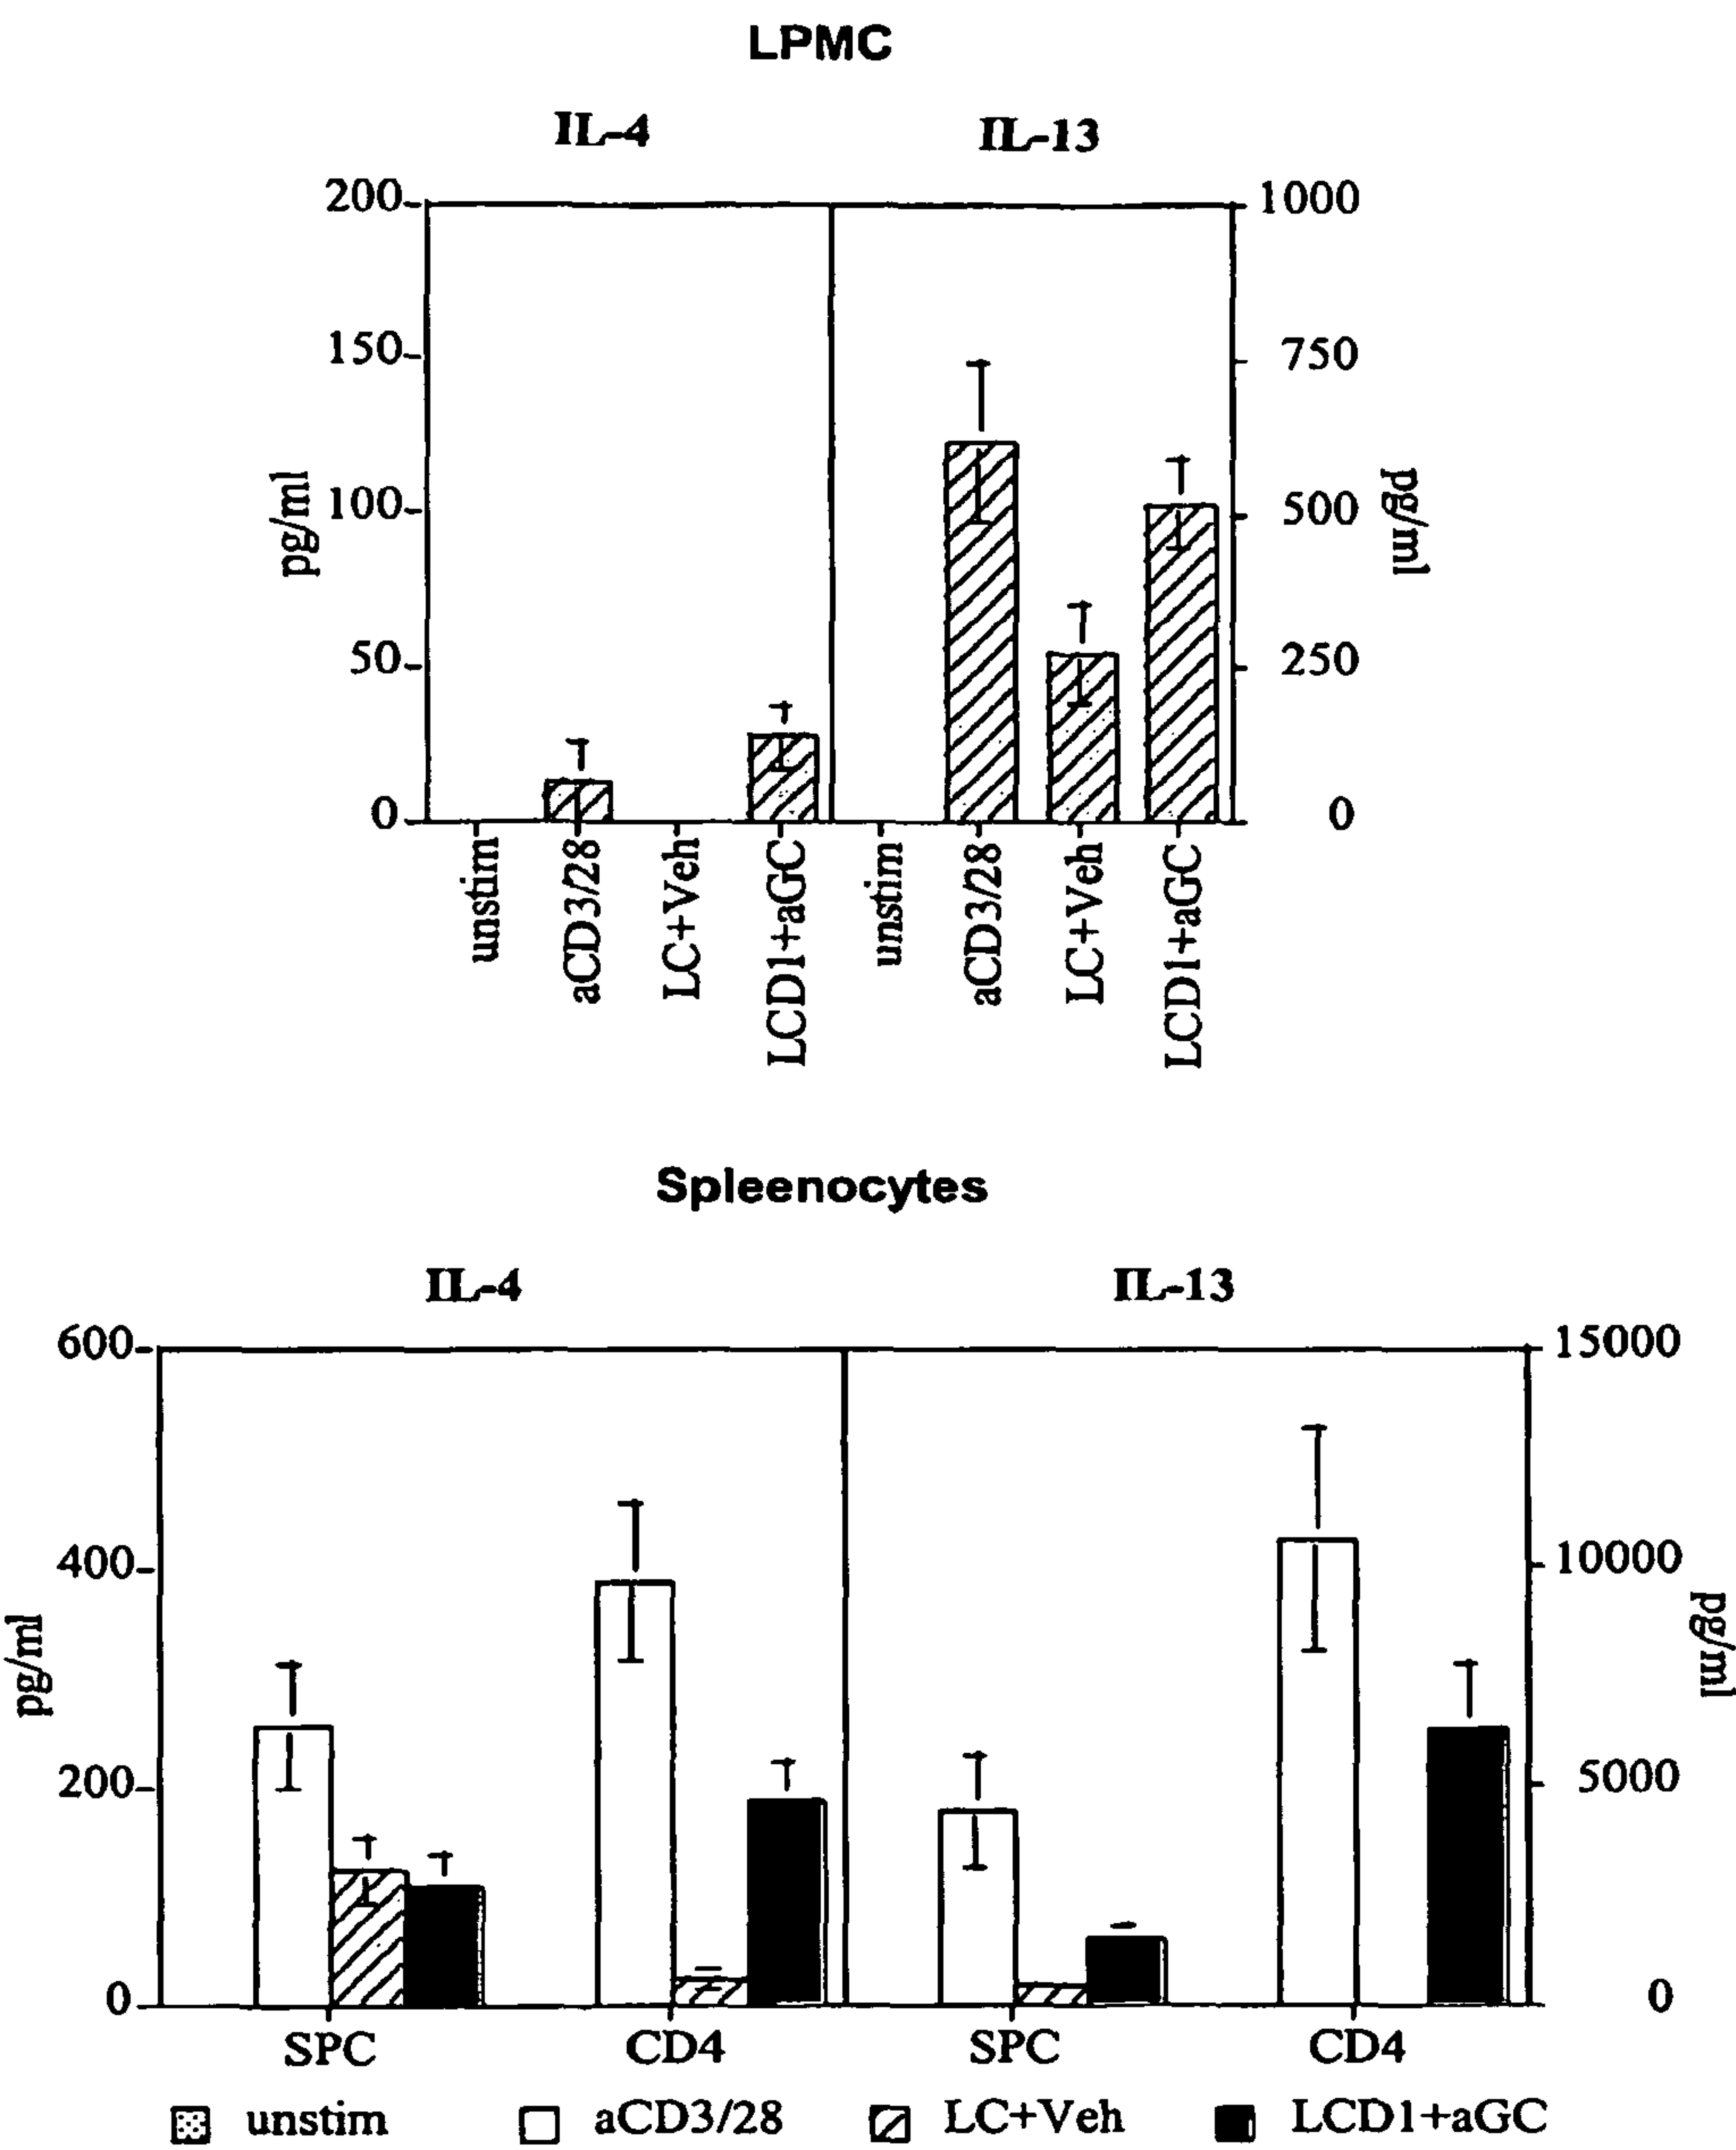 LPMC
IL-4 IL-13
200 1000
150 750
pg/ml 100 500 pg/ml
50 250
0 0
unstim aCD3/28 LC+Veh LCD1+aGC unstim aCD3/28 LC+Veh LCD1+aGC
Spleenocytes
IL-4 IL-13
600 15000
400 10000
pg/ml pg/ml
200 5000
0 0
SPC CD4 SPC CD4
unstim aCD3/28 LC+Veh LCD1+aGC